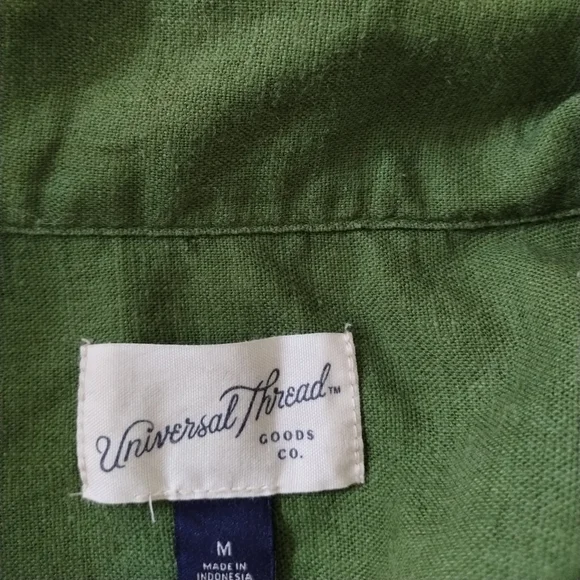 Universal Thread™
GOODS
CO.
M
MADE IN
INDONESIA